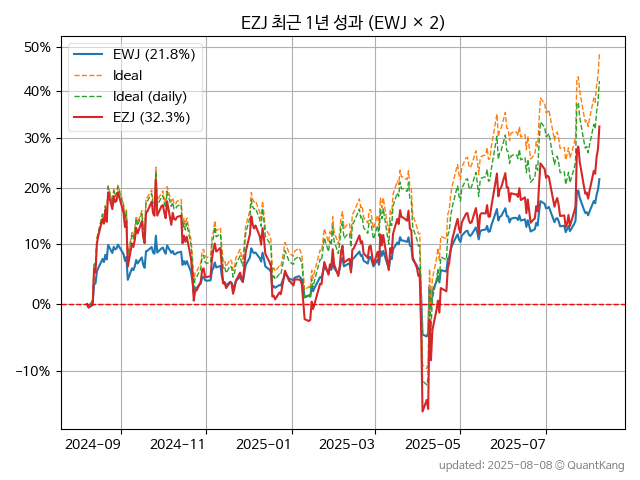 EZJ 최근 1년 성과 (EWJ × 2)
EWJ (21.8%)
Ideal
Ideal (daily)
EZJ (32.3%)
50%
40%
30%
20%
10%
0%
−10%
2024-09 2024-11 2025-01 2025-03 2025-05 2025-07
updated: 2025-08-08 © QuantKang